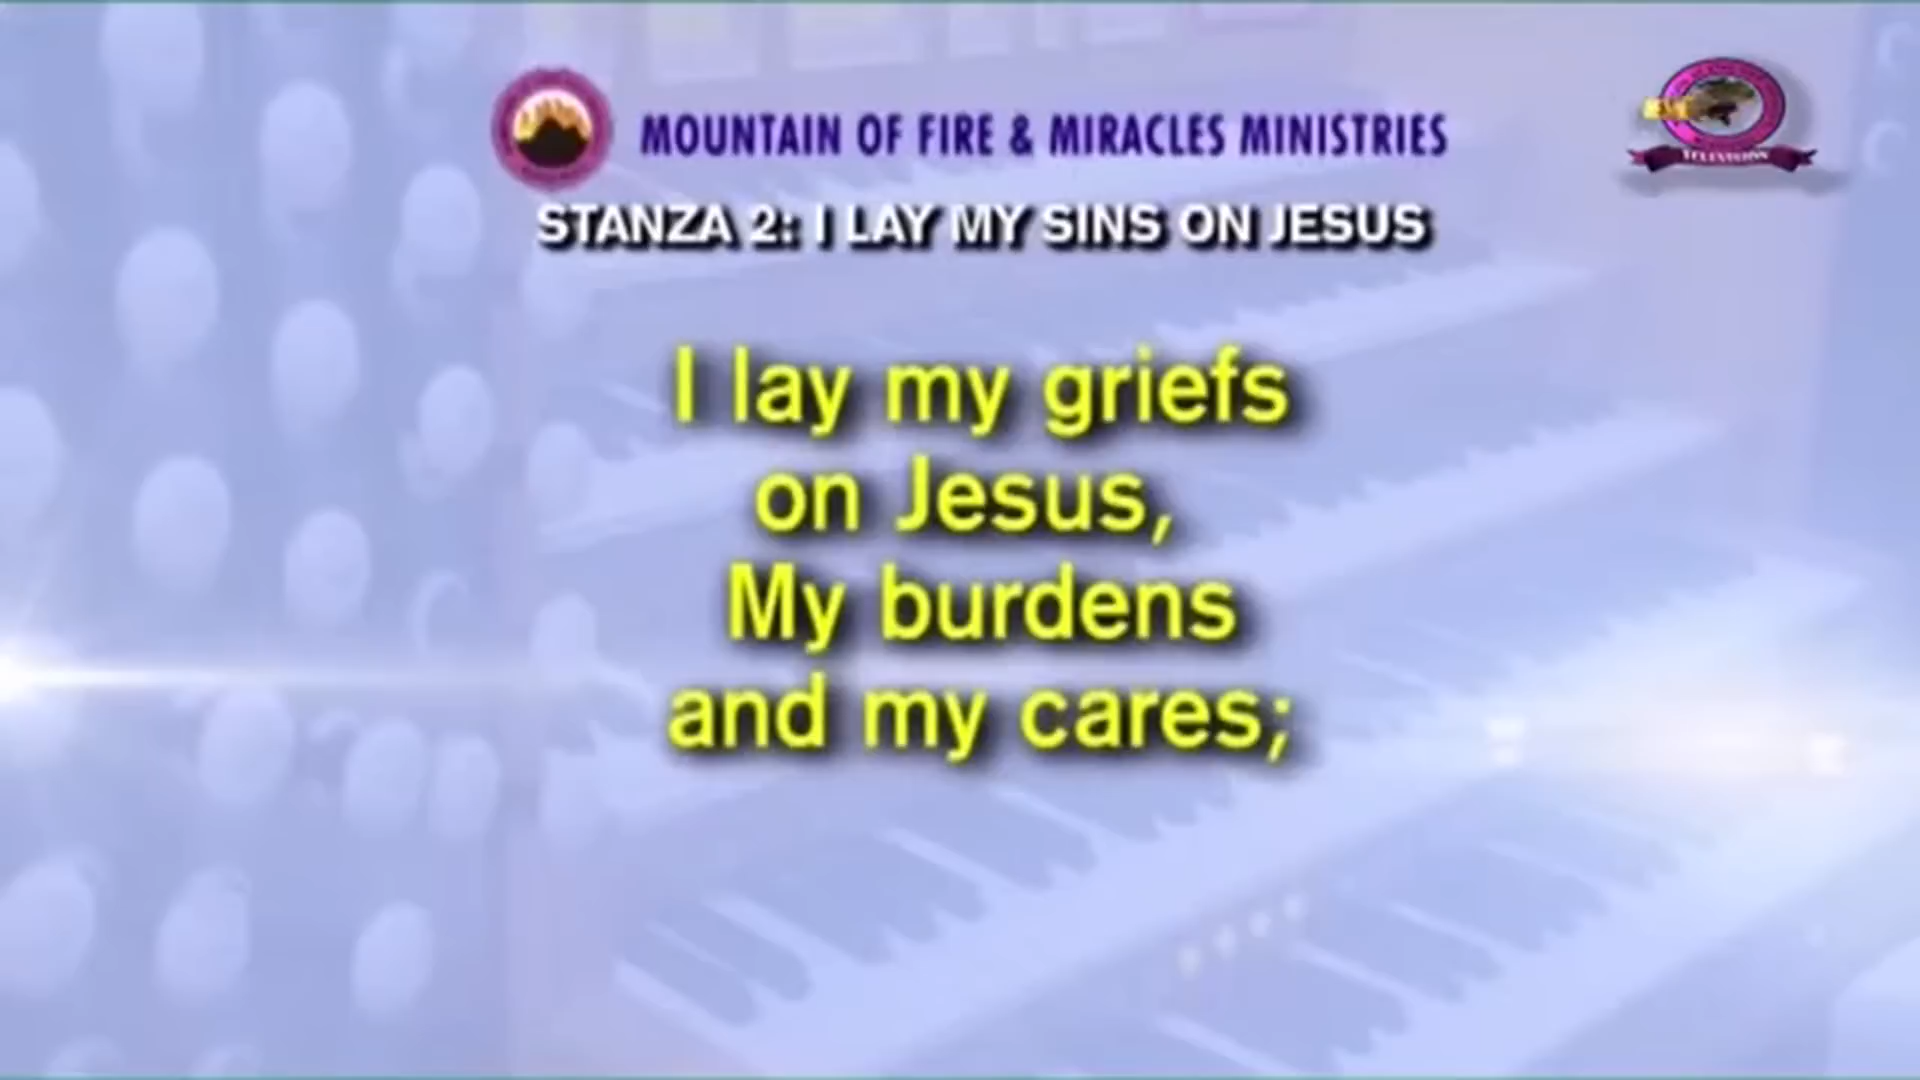 MOUNTAIN OF FIRE & MIRACLES MINISTRIES
STANZA 2: I LAY MY SINS ON JESUS
I lay my griefs
on Jesus,
My burdens
and my cares;
TELEVISION